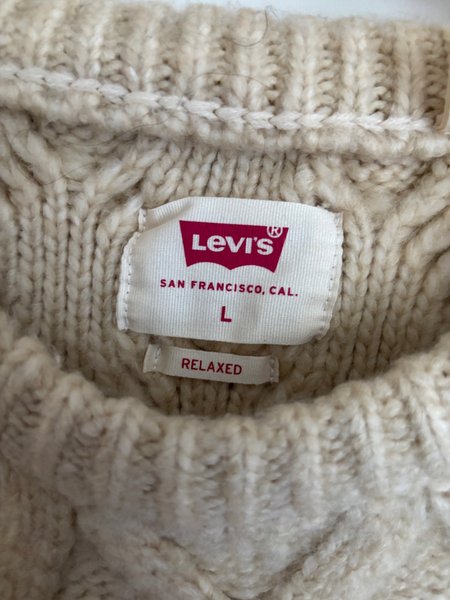 Levi's®
SAN FRANCISCO, CAL.
L
RELAXED